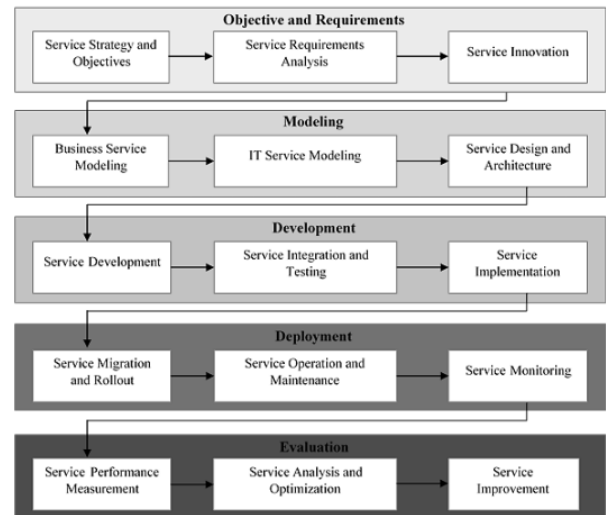 Objective and Requirements
Service Strategy and
Objectives
Service Requirements
Analysis
Service Innovation
Modeling
Business Service
Modeling
IT Service Modeling
Service Design and
Architecture
Development
Service Development
Service Integration and
Testing
Service
Implementation
Deployment
Service Migration
and Rollout
Service Operation and
Maintenance
Service Monitoring
Evaluation
Service Performance
Measurement
Service Analysis and
Optimization
Service
Improvement